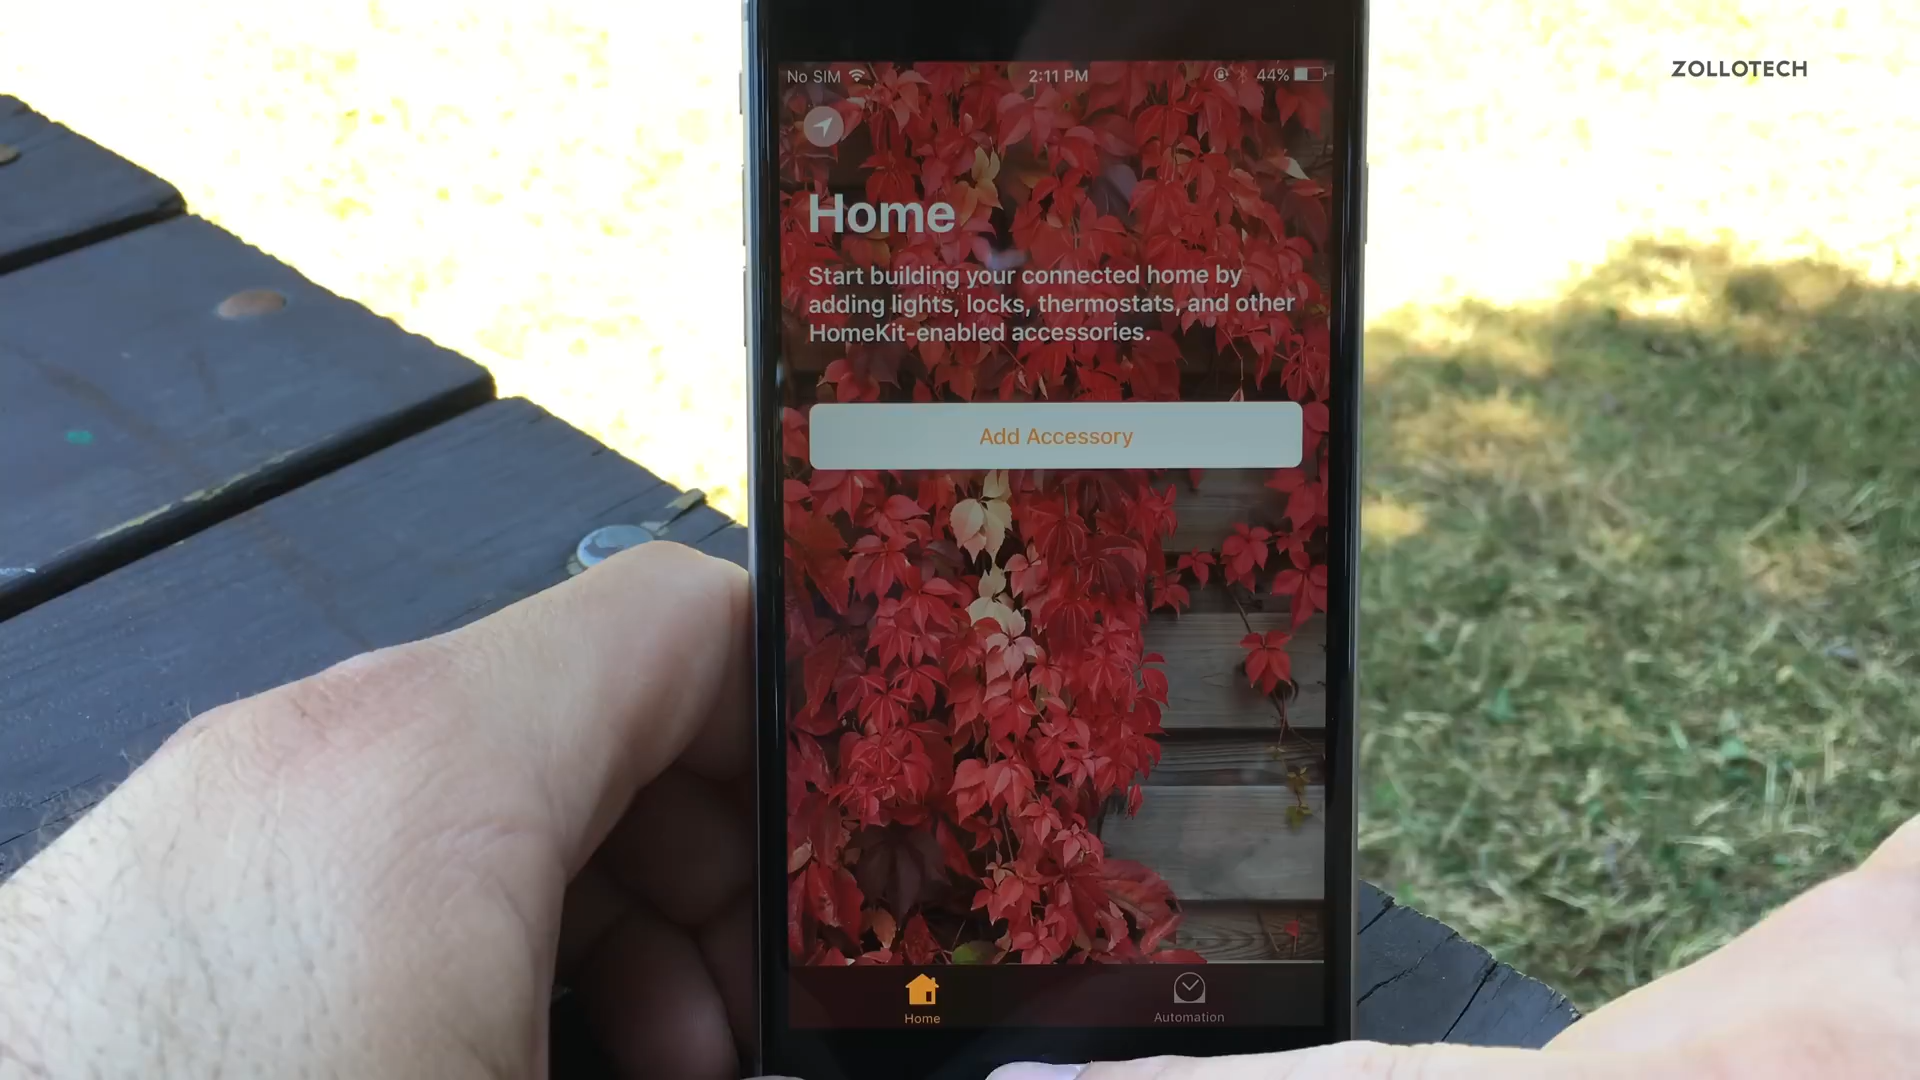 ZOLLOTECH
No SIM 2:11 PM 44%
Home
Start building your connected home by
adding lights, locks, thermostats, and other
HomeKit-enabled accessories.
Add Accessory
Home Automation